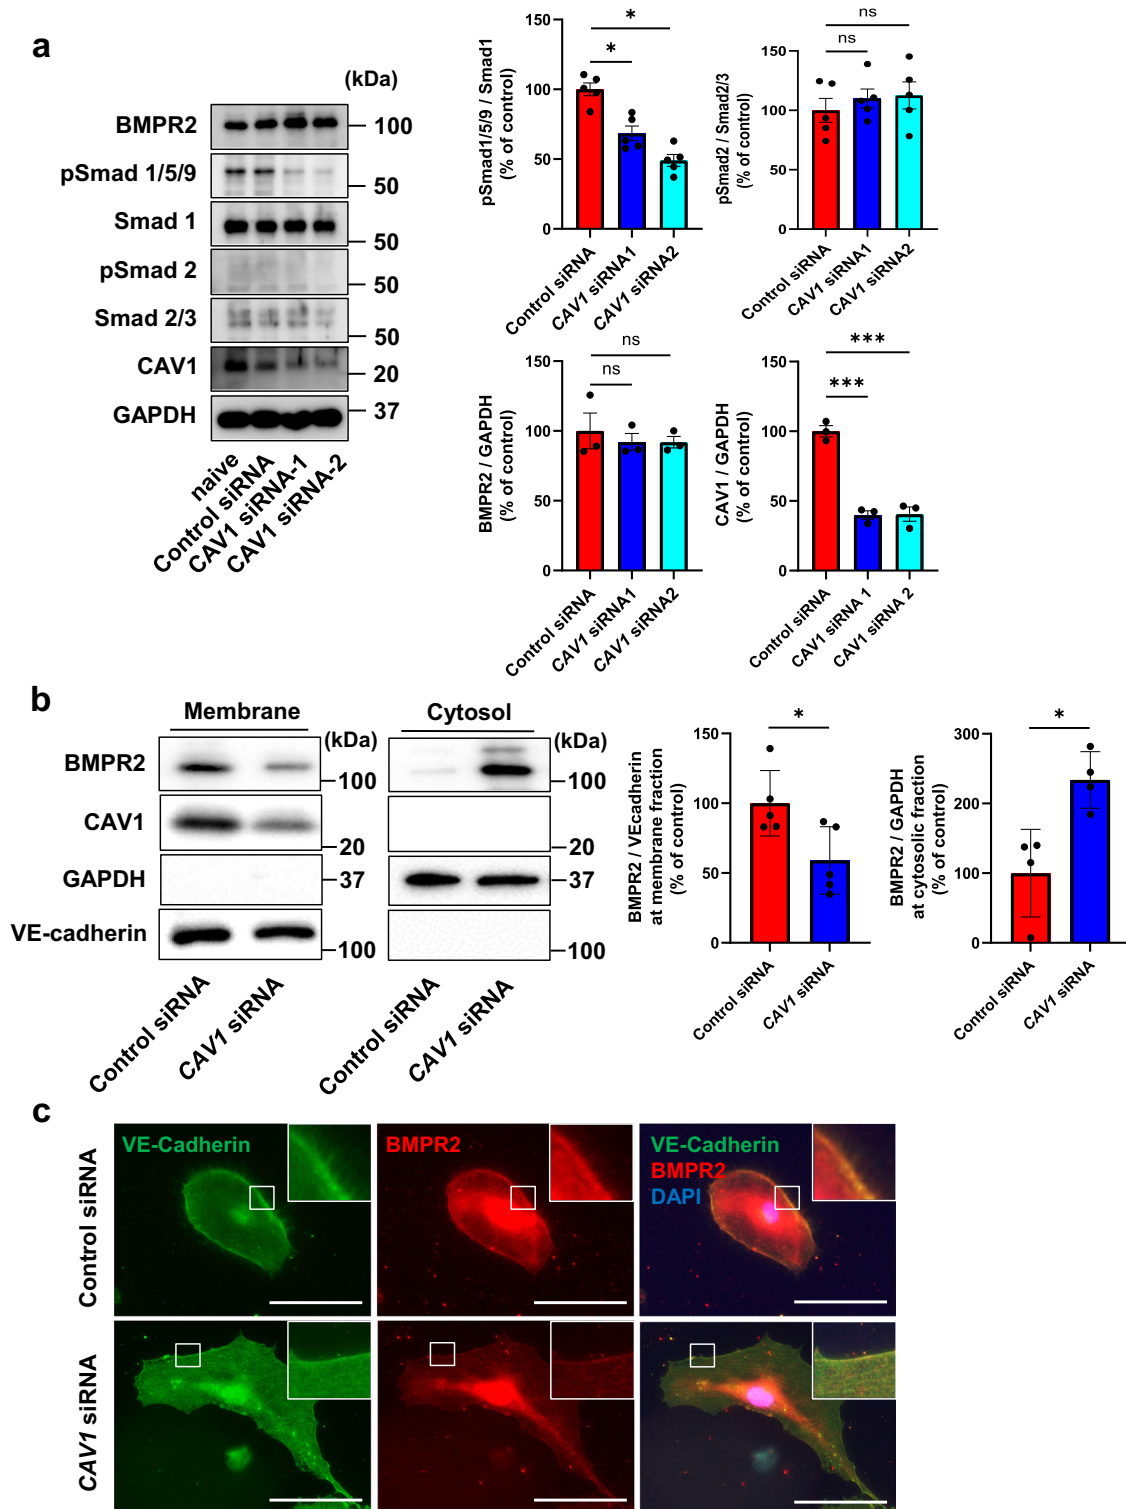 a
(kDa)
BMPR2
100
pSmad 1/5/9
50
Smad 1
50
pSmad 2
50
Smad 2/3
50
CAV1
20
GAPDH
37
naive
Control siRNA
CAV1 siRNA-1
CAV1 siRNA-2
pSmad1/5/9 / Smad1
(% of control)
150
100
50
0
*
*
Control siRNA
CAV1 siRNA1
CAV1 siRNA2
pSmad2 / Smad2/3
(% of control)
150
100
50
0
ns
ns
Control siRNA
CAV1 siRNA1
CAV1 siRNA2
BMPR2 / GAPDH
(% of control)
150
100
50
0
ns
ns
Control siRNA
CAV1 siRNA1
CAV1 siRNA2
CAV1 / GAPDH
(% of control)
150
100
50
0
***
***
Control siRNA
CAV1 siRNA 1
CAV1 siRNA 2
b
Membrane
Cytosol
(kDa)
(kDa)
BMPR2
100
100
CAV1
20
20
GAPDH
37
37
VE-cadherin
100
100
Control siRNA
CAV1 siRNA
Control siRNA
CAV1 siRNA
BMPR2 / VEcadherin
at membrane fraction
(% of control)
150
100
50
0
*
Control siRNA
CAV1 siRNA
BMPR2 / GAPDH
at cytosolic fraction
(% of control)
300
200
100
0
*
Control siRNA
CAV1 siRNA
c
Control siRNA
VE-Cadherin
BMPR2
VE-Cadherin
BMPR2
DAPI
CAV1 siRNA